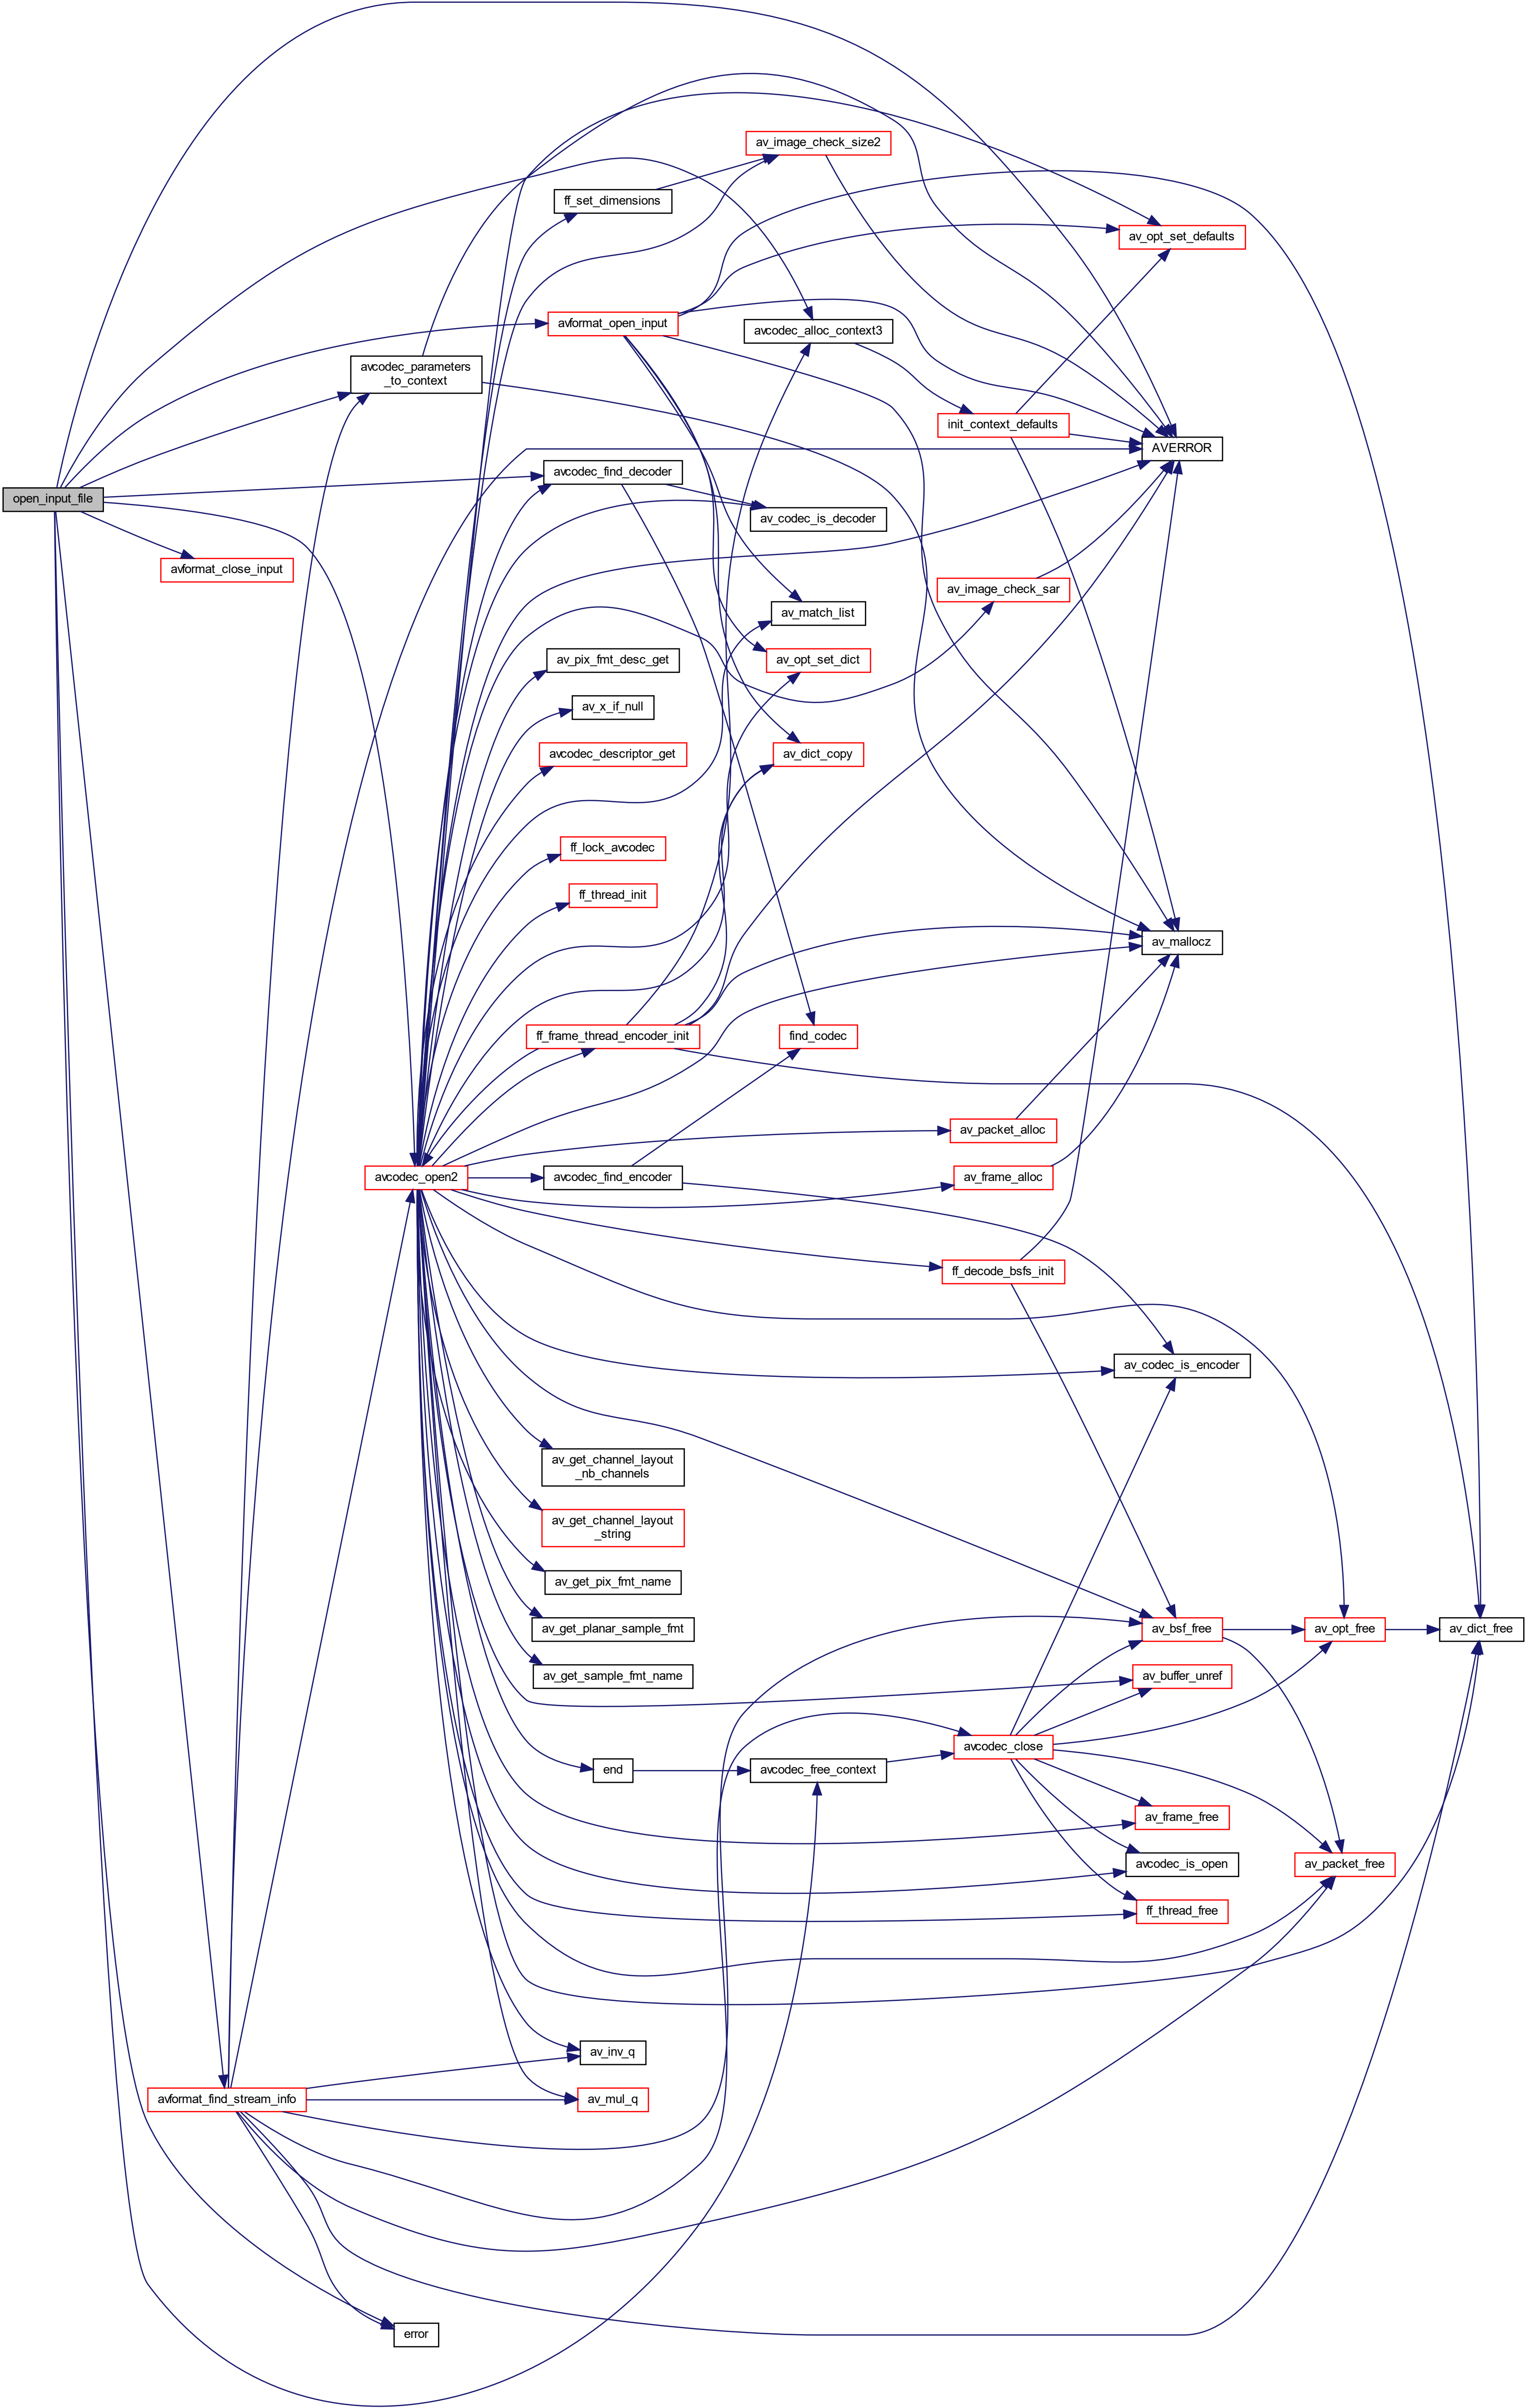 av_image_check_size2
ff_set_dimensions
av_opt_set_defaults
avformat_open_input
avcodec_alloc_context3
avcodec_parameters
_to_context
init_context_defaults
AVERROR
avcodec_find_decoder
open_input_file
av_codec_is_decoder
avformat_close_input
av_image_check_sar
av_match_list
av_pix_fmt_desc_get
av_opt_set_dict
av_x_if_null
avcodec_descriptor_get
av_dict_copy
ff_lock_avcodec
ff_thread_init
av_mallocz
ff_frame_thread_encoder_init
find_codec
av_packet_alloc
avcodec_open2
avcodec_find_encoder
av_frame_alloc
ff_decode_bsfs_init
av_codec_is_encoder
av_get_channel_layout
_nb_channels
av_get_channel_layout
_string
av_get_pix_fmt_name
av_get_planar_sample_fmt
av_bsf_free
av_opt_free
av_dict_free
av_get_sample_fmt_name
av_buffer_unref
avcodec_close
end
avcodec_free_context
av_frame_free
avcodec_is_open
av_packet_free
ff_thread_free
av_inv_q
avformat_find_stream_info
av_mul_q
error